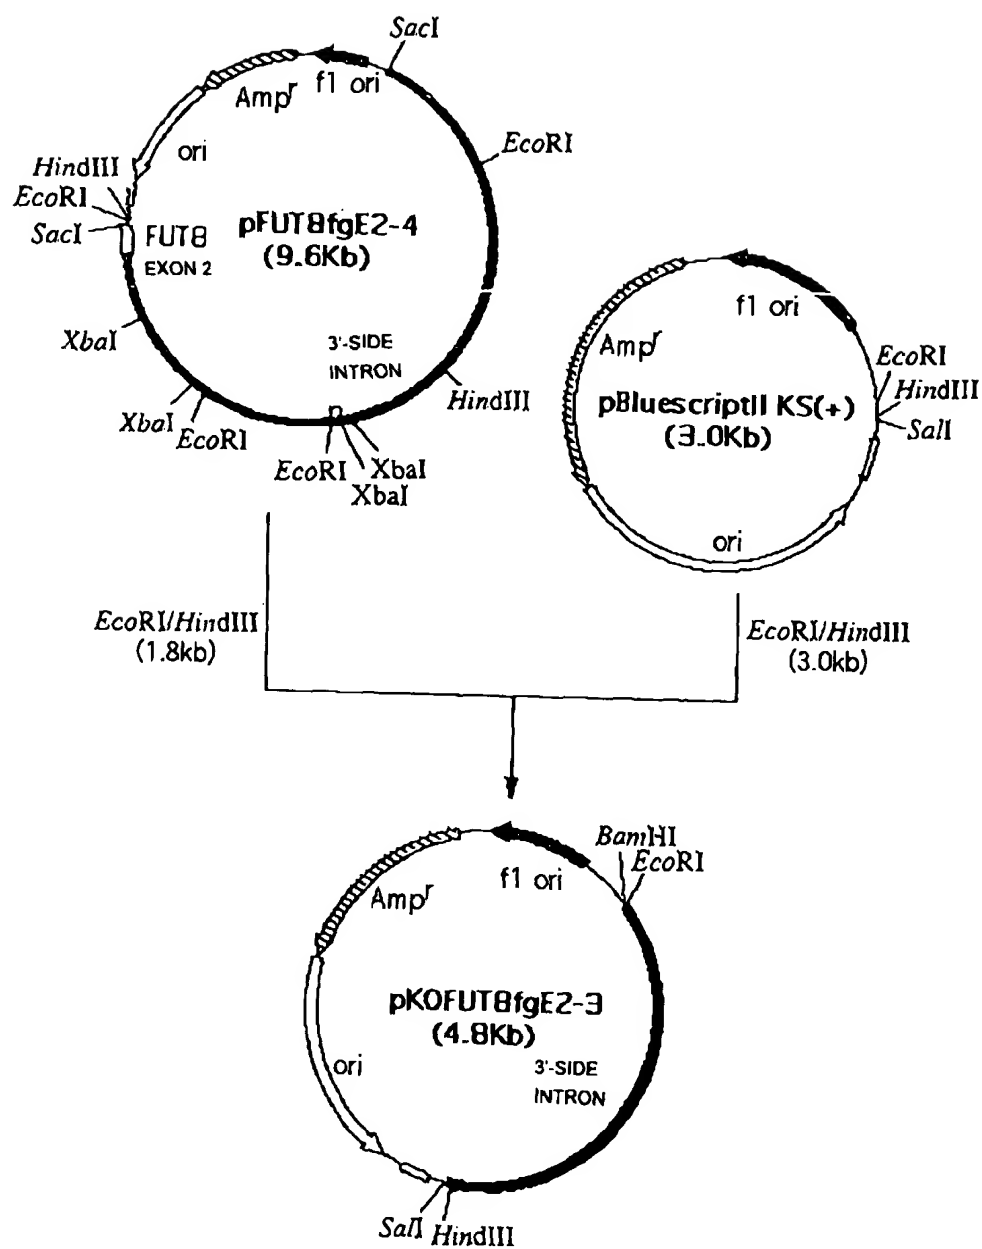 SacI
f1 ori
Ampr
ori
EcoRI
HindIII
EcoRI
SacI
FUT8
EXON 2
pFUT8fgE2-4
(9.6Kb)
XbaI
3'-SIDE
INTRON
XbaI
EcoRI
HindIII
EcoRI
XbaI
XbaI
f1 ori
Ampr
EcoRI
HindIII
SalI
pBluescriptII KS(+)
(3.0Kb)
ori
EcoRI/HindIII
(1.8kb)
EcoRI/HindIII
(3.0kb)
BamHI
EcoRI
f1 ori
Ampr
pKOFUT8fgE2-3
(4.8Kb)
ori
3'-SIDE
INTRON
SalI
HindIII